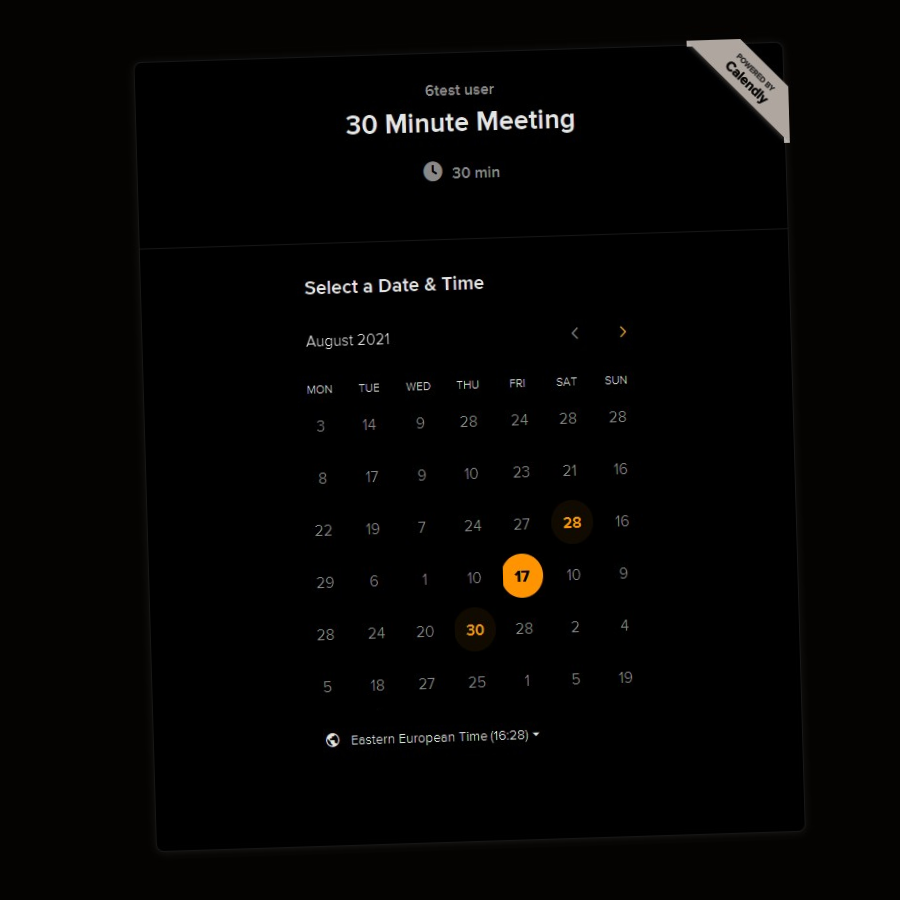 POWERED BY
Calendly
6test user
30 Minute Meeting
30 min
Select a Date & Time
August 2021
MON TUE WED THU FRI SAT SUN
3 14 9 28 24 28 28
8 17 9 10 23 21 16
22 19 7 24 27 28 16
29 6 1 10 17 10 9
28 24 20 30 28 2 4
5 18 27 25 1 5 19
Eastern European Time (16:28)